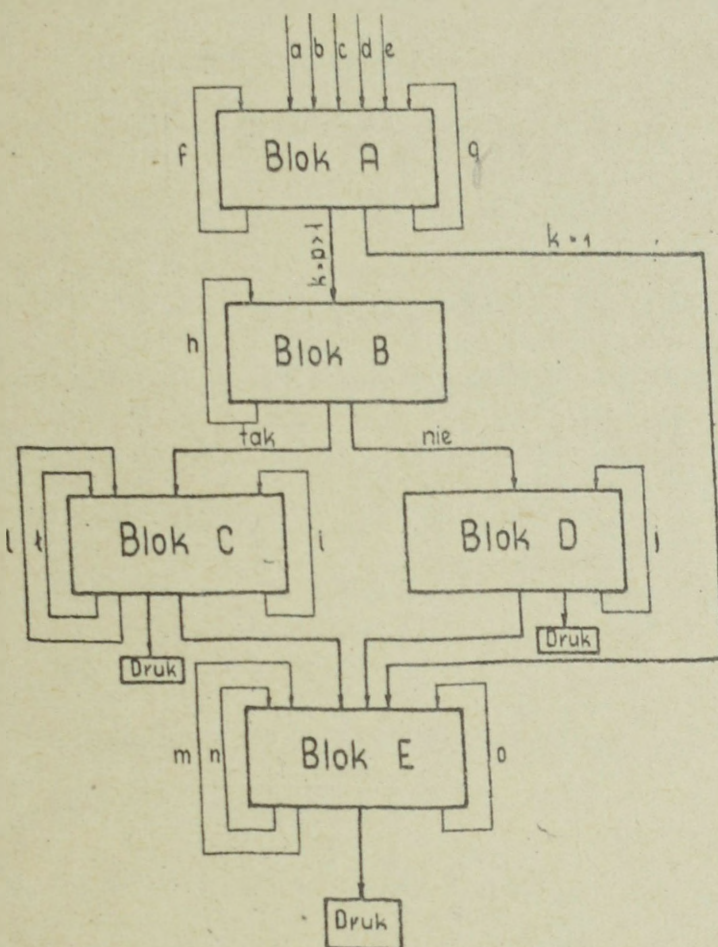 a b c d e
f Blok A g
k=p>1
k=1
h Blok B
tak nie
l ł Blok C i
Blok D j
Druk
Druk
m n Blok E o
Druk